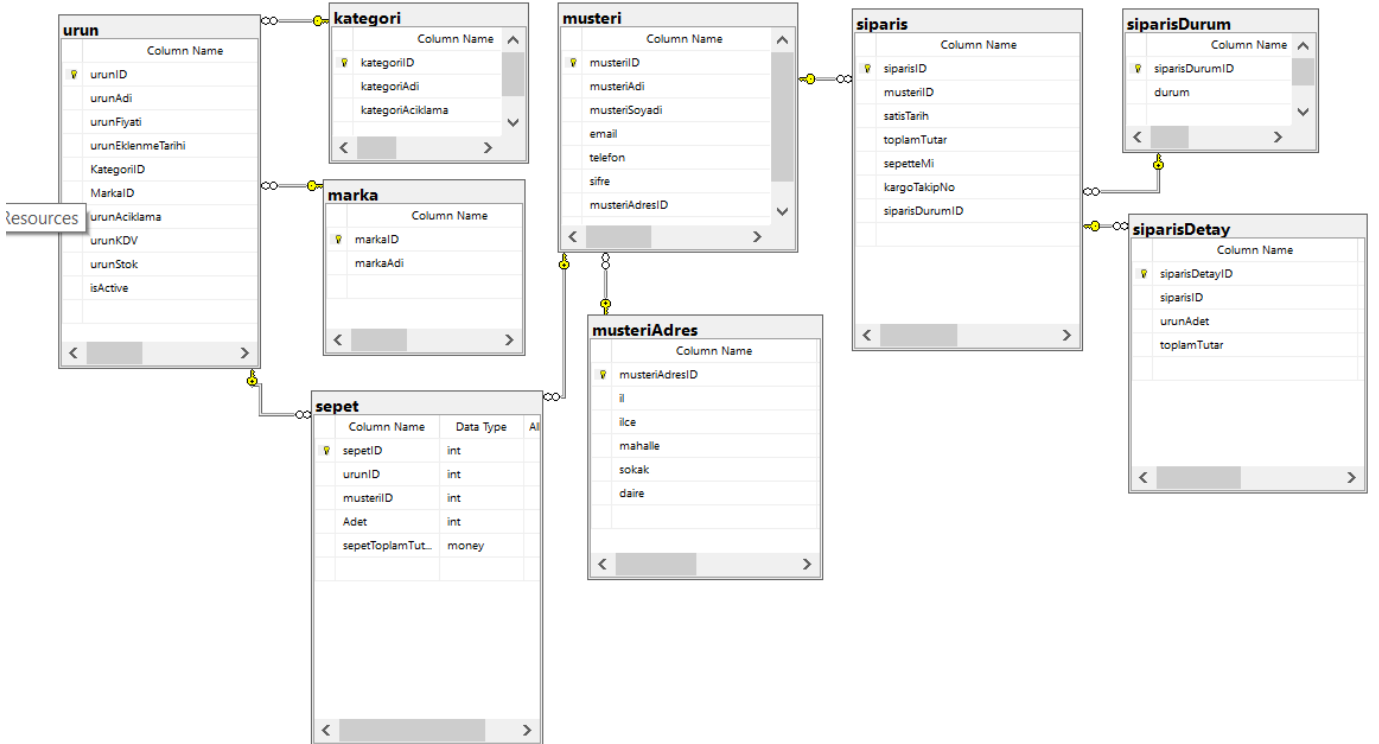 urun
Column Name
urunID
urunAdi
urunFiyati
urunEklenmeTarihi
KategoriID
MarkaID
urunAciklama
urunKDV
urunStok
isActive
Resources
kategori
Column Name
kategoriID
kategoriAdi
kategoriAciklama
marka
Column Name
markaID
markaAdi
musteri
Column Name
musteriID
musteriAdi
musteriSoyadi
email
telefon
sifre
musteriAdresID
siparis
Column Name
siparisID
musteriID
satisTarih
toplamTutar
sepetteMi
kargoTakipNo
siparisDurumID
siparisDurum
Column Name
siparisDurumID
durum
siparisDetay
Column Name
siparisDetayID
siparisID
urunAdet
toplamTutar
musteriAdres
Column Name
musteriAdresID
il
ilce
mahalle
sokak
daire
sepet
Column Name Data Type Al
sepetID int
urunID int
musteriID int
Adet int
sepetToplamTut... money